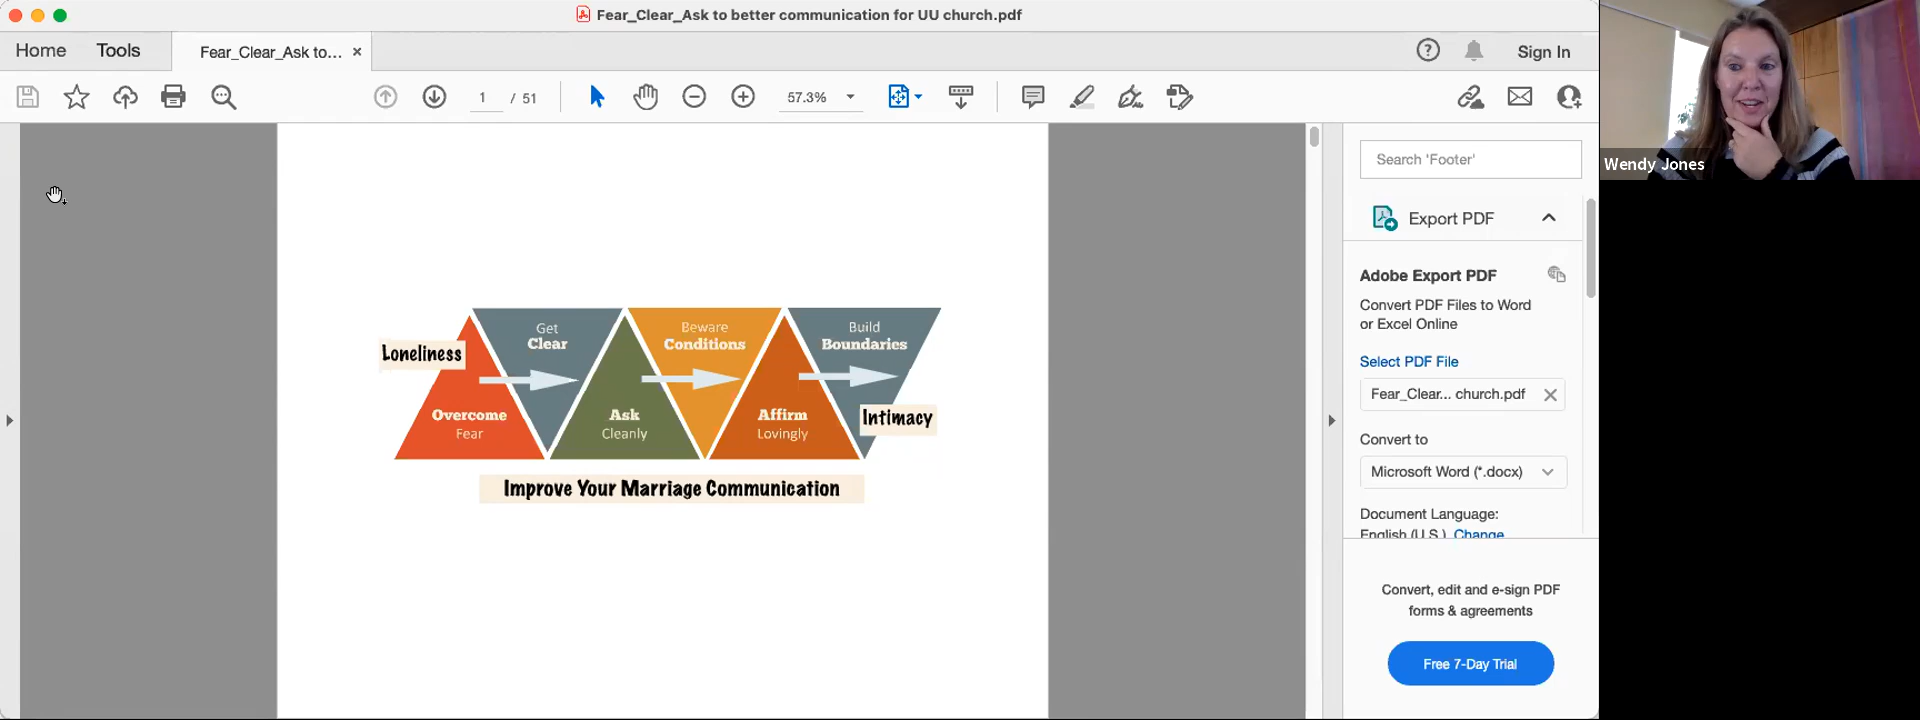 Fear_Clear_Ask to better communication for UU church.pdf
Home
Tools
Fear_Clear_Ask to...
Sign In
1
/ 51
57.3%
Wendy Jones
Search 'Footer'
Export PDF
Adobe Export PDF
Convert PDF Files to Word
or Excel Online
Select PDF File
Fear_Clear... church.pdf
Convert to
Microsoft Word (*.docx)
Document Language:
English (U.S.) Change
Convert, edit and e-sign PDF
forms & agreements
Free 7-Day Trial
Loneliness
Overcome
Fear
Get
Clear
Ask
Cleanly
Beware
Conditions
Affirm
Lovingly
Build
Boundaries
Intimacy
Improve Your Marriage Communication